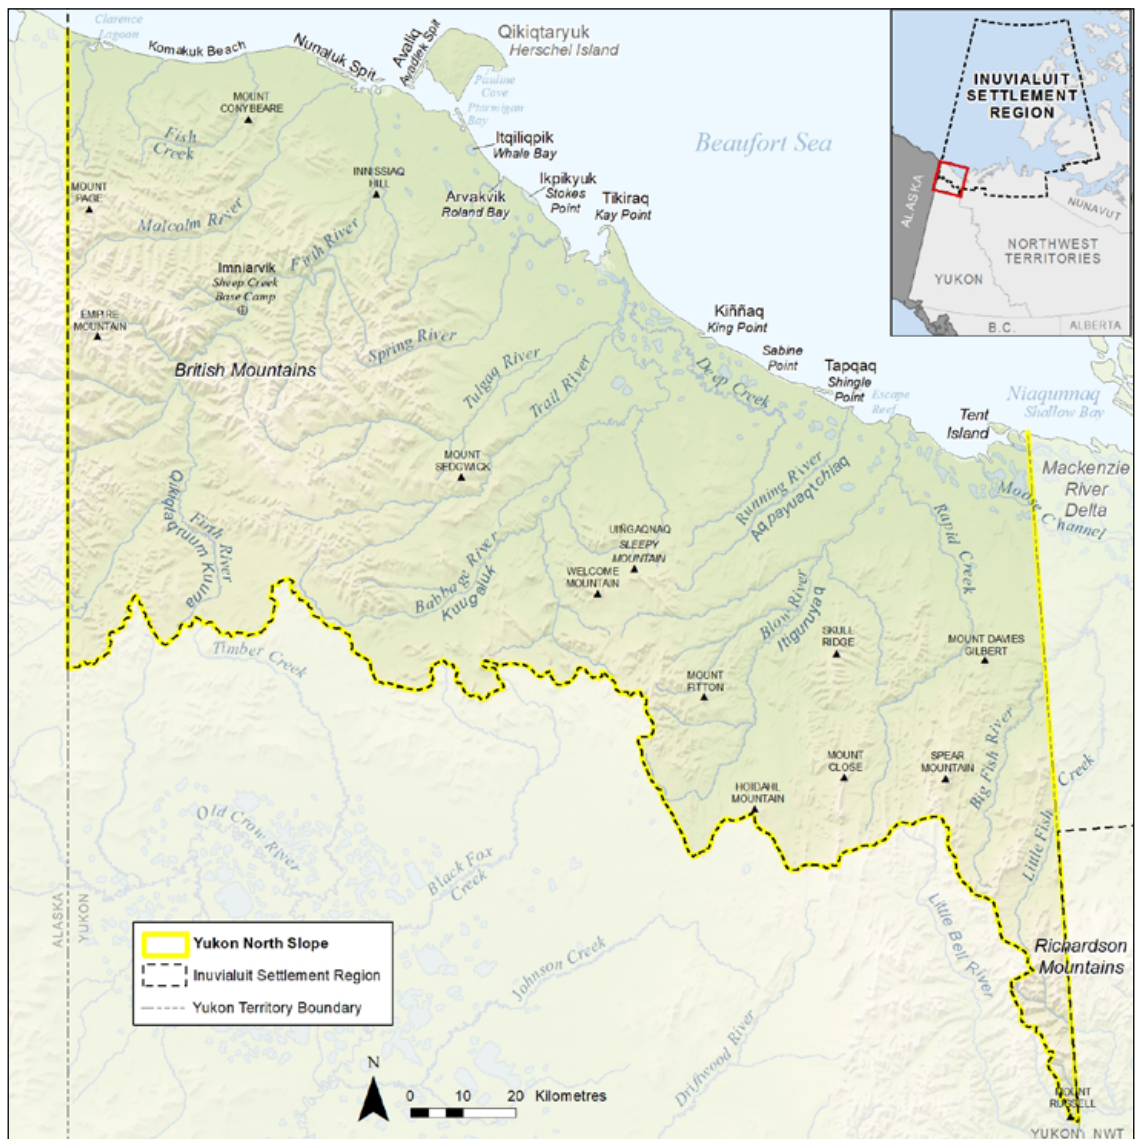 Clarence
Lagoon
Komakuk Beach
Nunaluk Spit
Avaliq
Avadlek Spit
Qikiqtaryuk
Herschel Island
Pauline
Cove
Ptarmigan
Bay
Beaufort Sea
INUVIALUIT
SETTLEMENT
REGION
ALASKA
YUKON
NORTHWEST
TERRITORIES
NUNAVUT
B.C.
ALBERTA
MOUNT
CONYBEARE
Fish
Creek
MOUNT
PAGE
Malcolm River
INNISSIAQ
HILL
Firth River
Imniarvik
Sheep Creek
Base Camp
EMPIRE
MOUNTAIN
British Mountains
Spring River
Itqiliqpik
Whale Bay
Arvakvik
Roland Bay
Ikpikyuk
Stokes
Point
Tikiraq
Kay Point
Kiññaq
King Point
Sabine
Point
Tapqaq
Shingle
Point
Escape
Reef
Tent
Island
Niaqunnaq
Shallow Bay
Mackenzie
River
Delta
Moose Channel
Deep Creek
Tulgaq River
Trail River
MOUNT
SEDGWICK
Qikiqtaqruum Kuuna
Firth River
Babbage River
Kuugaluk
UIÑGAQNAQ
SLEEPY
MOUNTAIN
WELCOME
MOUNTAIN
Running River
Aqpayuaqtchiaq
Rapid Creek
Blow River
Itiguruyaq
SKULL
RIDGE
MOUNT DAVIES
GILBERT
MOUNT
FITTON
MOUNT
CLOSE
SPEAR
MOUNTAIN
Big Fish River
Little Fish Creek
HOIDAHL
MOUNTAIN
Timber Creek
Old Crow River
Black Fox
Creek
Johnson Creek
Driftwood River
Little Bell River
Richardson
Mountains
MOUNT
RUSSELL
YUKON NWT
ALASKA
YUKON
Yukon North Slope
Inuvialuit Settlement Region
Yukon Territory Boundary
N
0 10 20 Kilometres